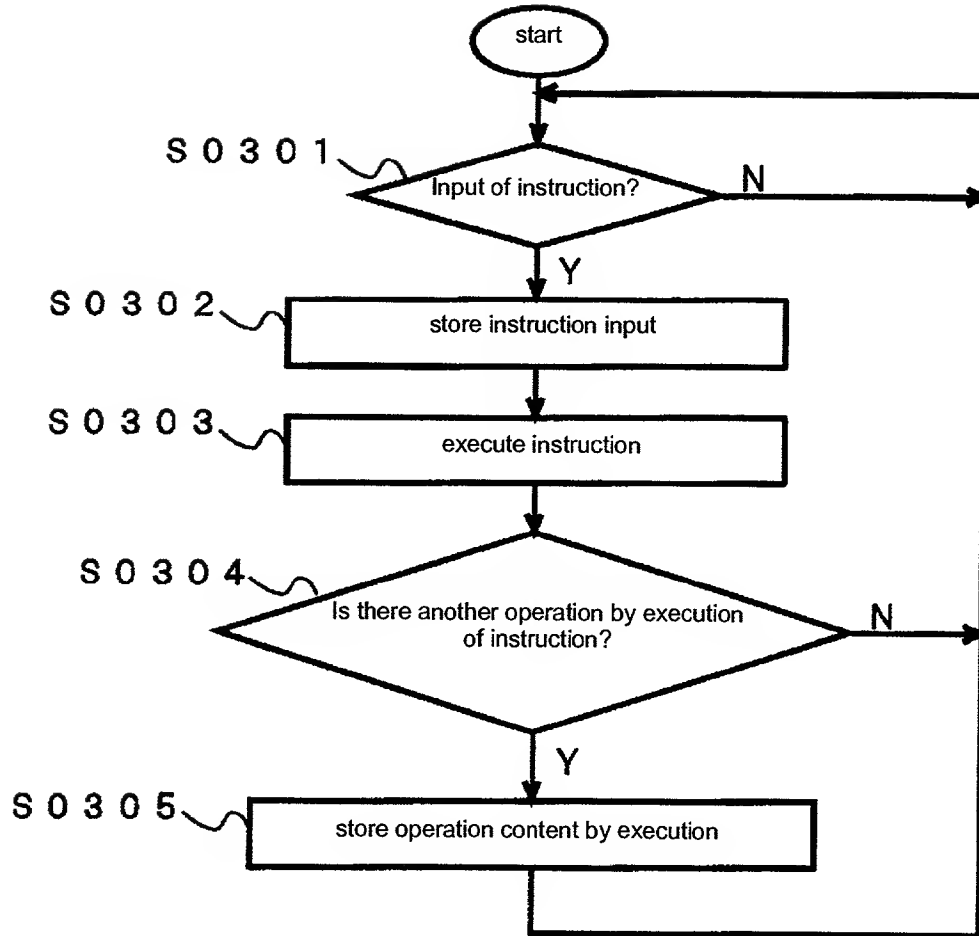 start
S0301
Input of instruction?
N
Y
S0302
store instruction input
S0303
execute instruction
S0304
Is there another operation by execution
of instruction?
N
Y
S0305
store operation content by execution